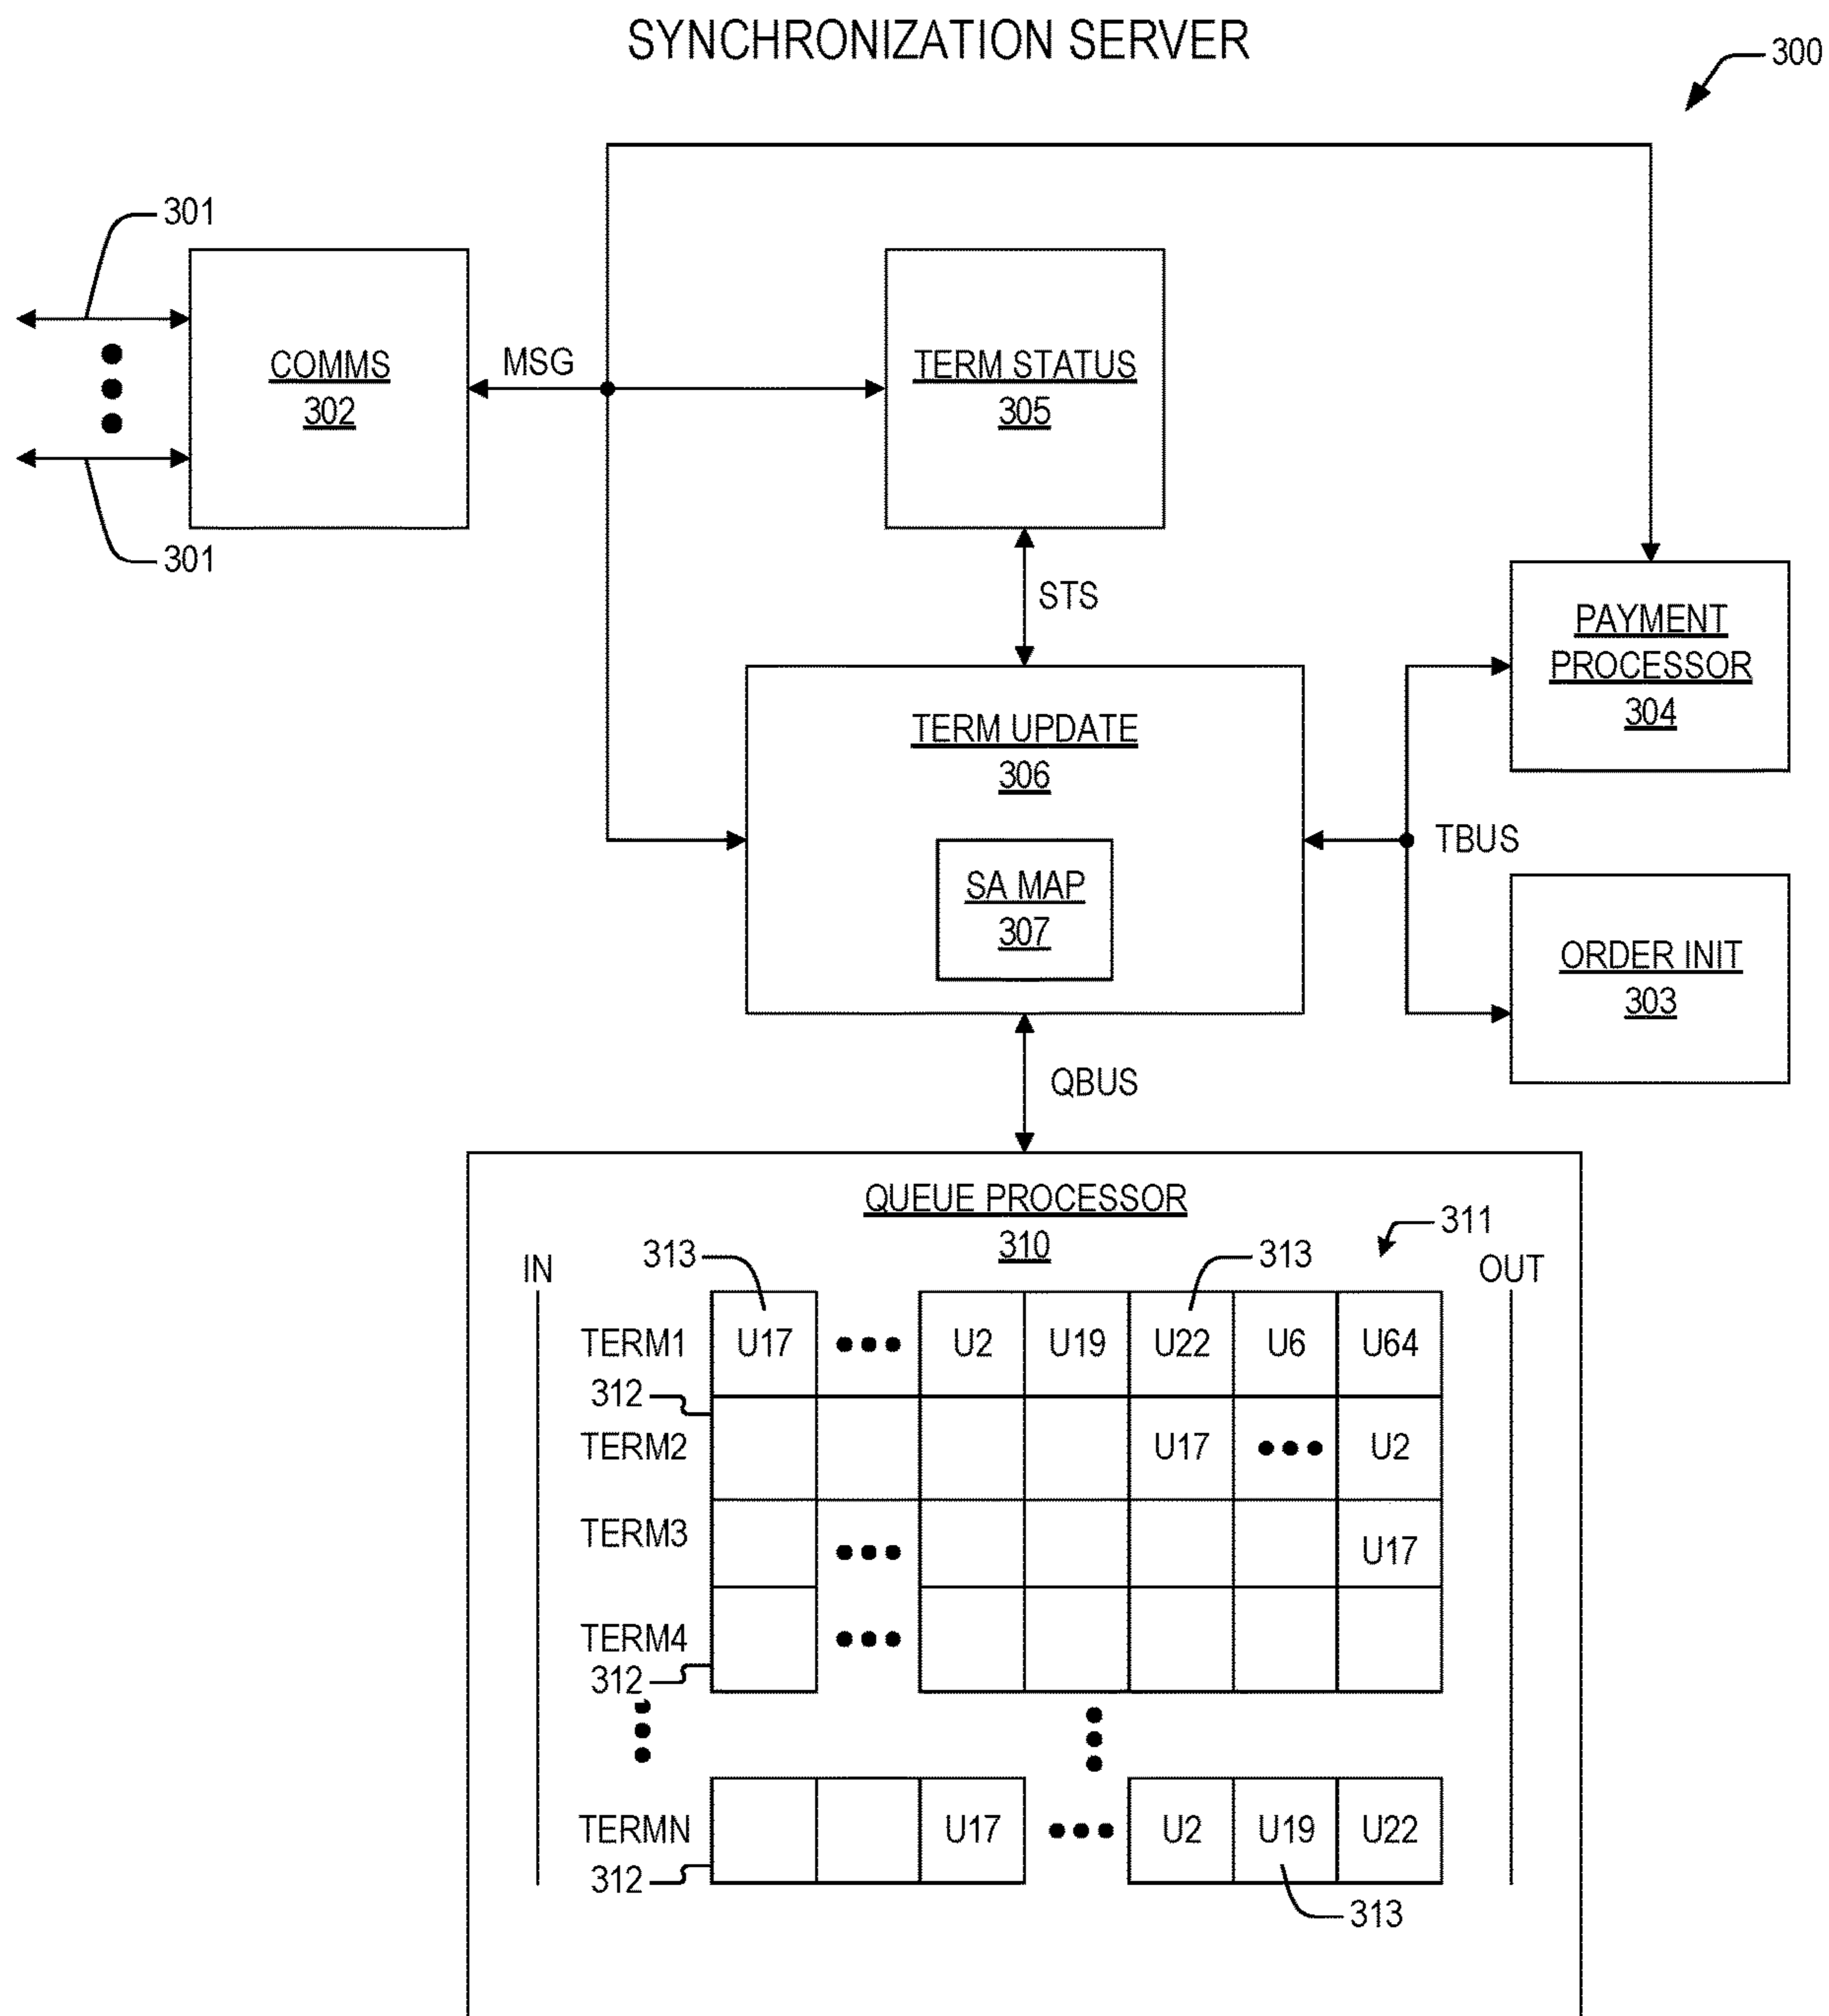 SYNCHRONIZATION SERVER
300
301
COMMS
302
MSG
TERM STATUS
305
301
STS
PAYMENT
PROCESSOR
304
TERM UPDATE
306
TBUS
SA MAP
307
ORDER INIT
303
QBUS
QUEUE PROCESSOR
310
311
313
313
IN
OUT
TERM1 U17 U2 U19 U22 U6 U64
312
TERM2 U17 U2
TERM3 U17
TERM4
312
TERMN U17 U2 U19 U22
312
313